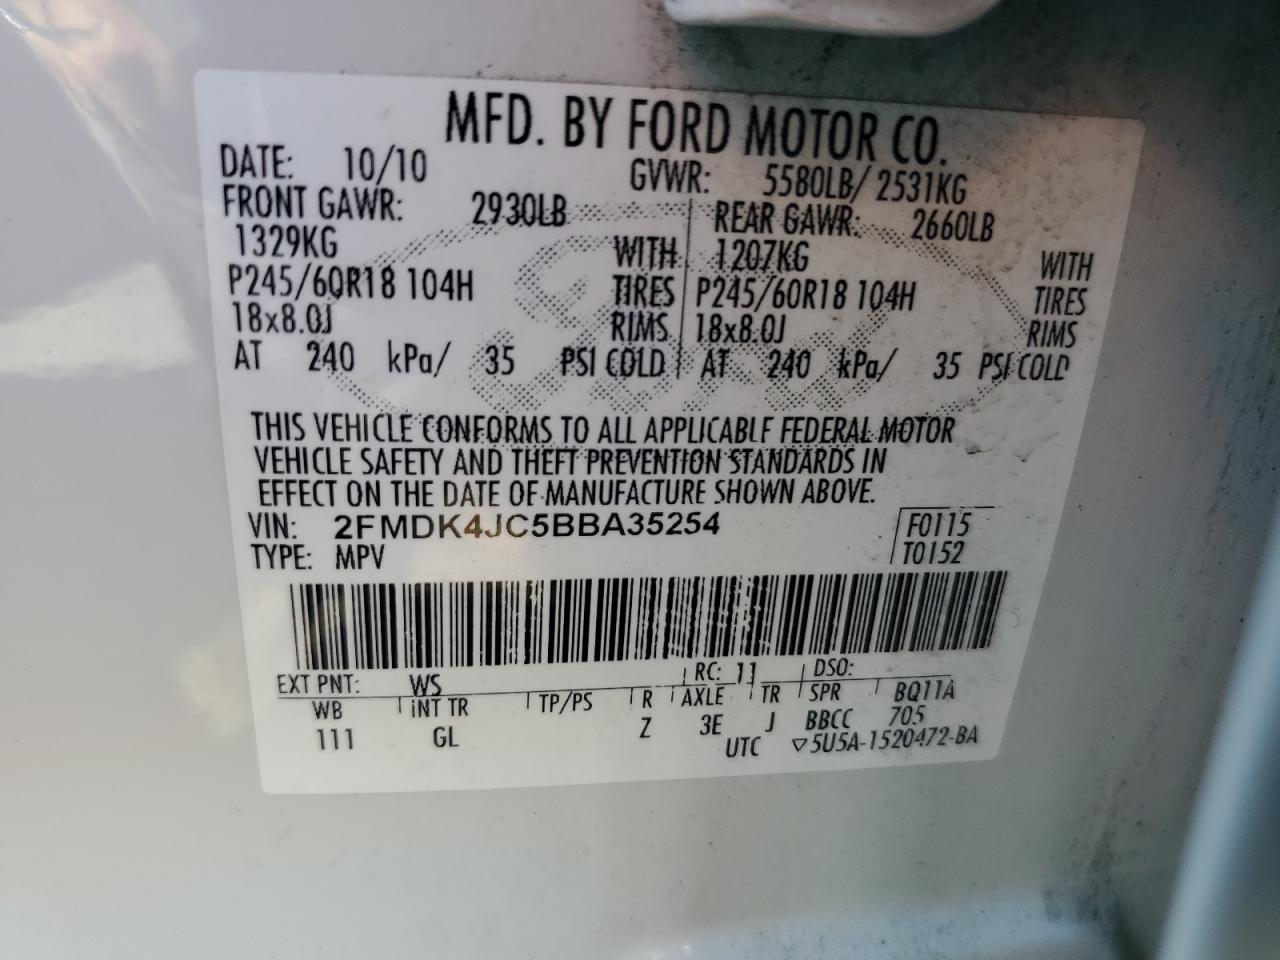 MFD. BY FORD MOTOR CO.
DATE: 10/10 GVWR: 5580LB/ 2531KG
FRONT GAWR: 2930LB REAR GAWR: 2660LB
1329KG WITH 1207KG WITH
P245/60R18 104H TIRES P245/60R18 104H TIRES
18x8.0J RIMS 18x8.0J RIMS
AT 240 kPa/ 35 PSI COLD AT 240 kPa/ 35 PSI COLD
Ford
THIS VEHICLE CONFORMS TO ALL APPLICABLE FEDERAL MOTOR
VEHICLE SAFETY AND THEFT PREVENTION STANDARDS IN
EFFECT ON THE DATE OF MANUFACTURE SHOWN ABOVE.
VIN: 2FMDK4JC5BBA35254 F0115
TYPE: MPV T0152
EXT PNT: WS RC: 11 DSO:
WB INT TR TP/PS R AXLE TR SPR BQ11A
111 GL Z 3E J BBCC 705
UTC ▽5U5A-1520472-BA